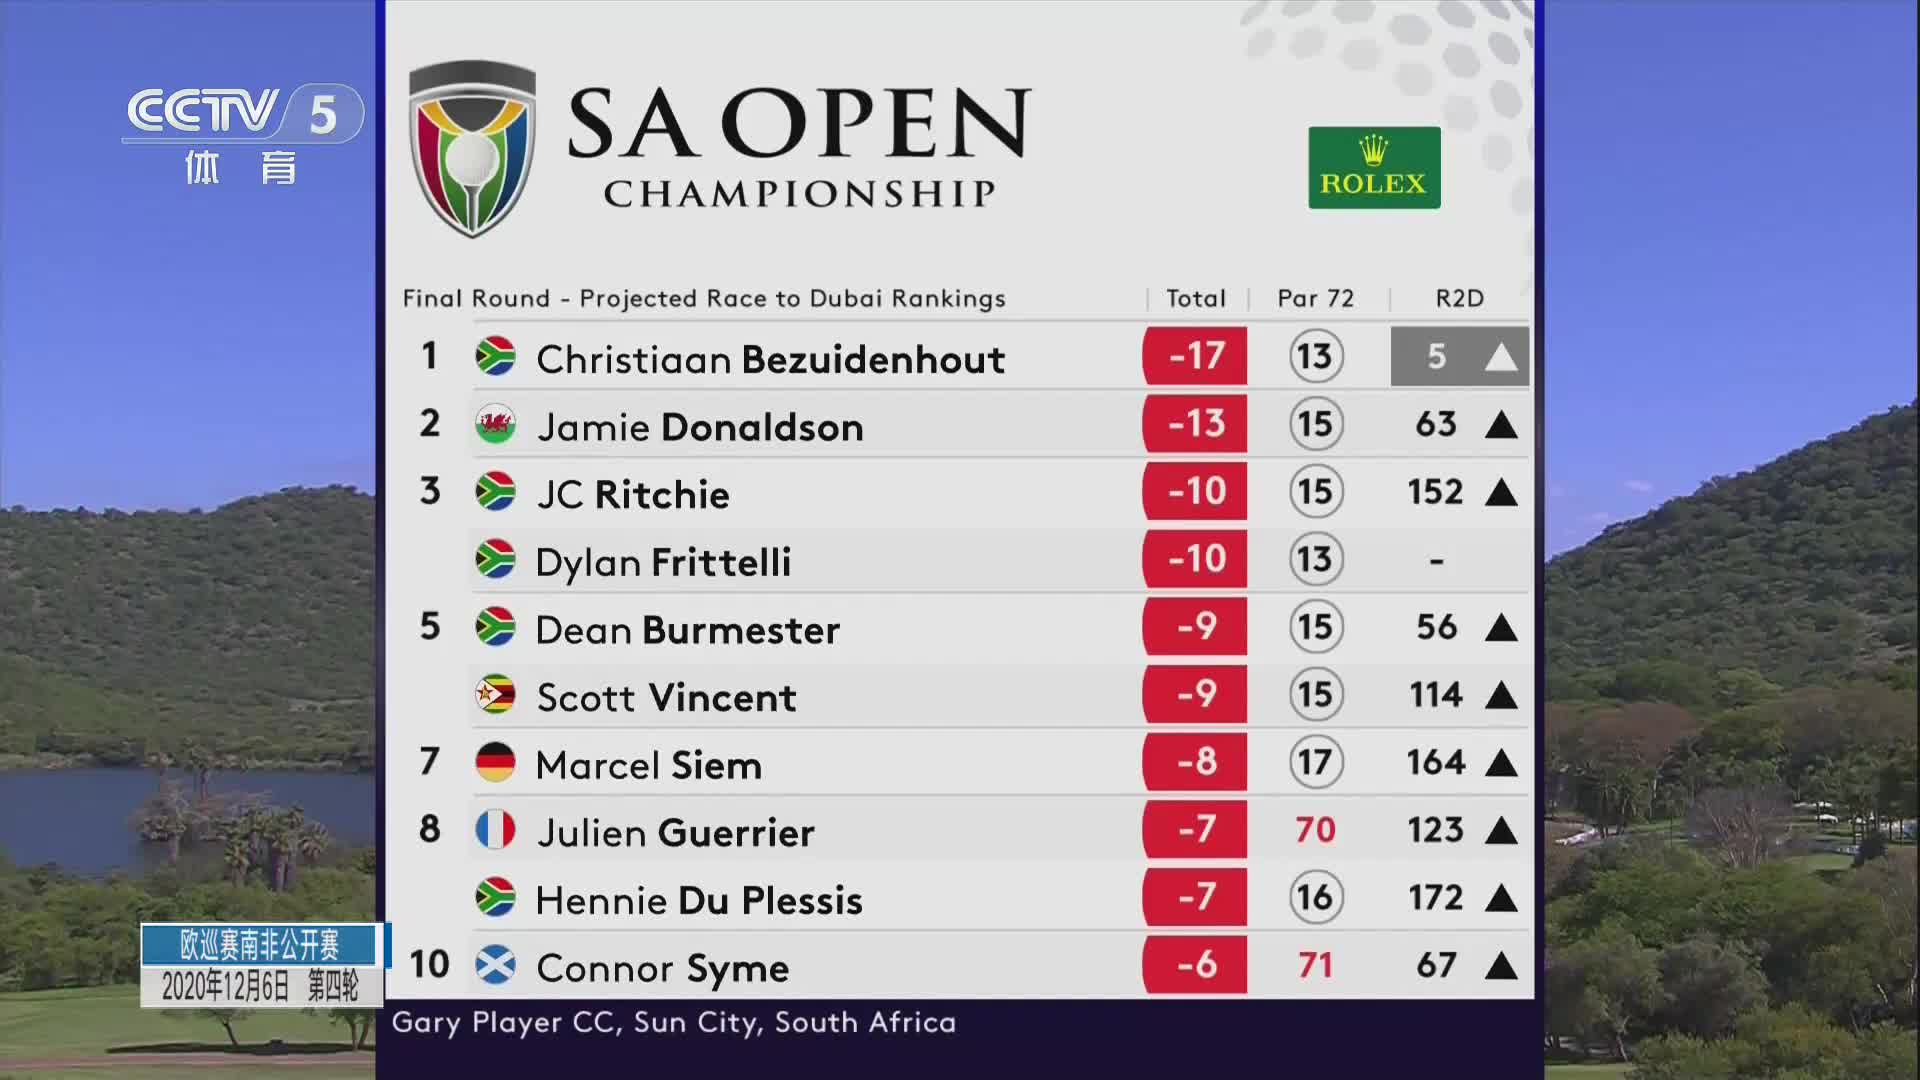 CCTV 5
体育
SA OPEN
CHAMPIONSHIP
ROLEX
Final Round - Projected Race to Dubai Rankings Total Par 72 R2D
1 Christiaan Bezuidenhout -17 13 5 ▲
2 Jamie Donaldson -13 15 63 ▲
3 JC Ritchie -10 15 152 ▲
Dylan Frittelli -10 13 -
5 Dean Burmester -9 15 56 ▲
Scott Vincent -9 15 114 ▲
7 Marcel Siem -8 17 164 ▲
8 Julien Guerrier -7 70 123 ▲
Hennie Du Plessis -7 16 172 ▲
10 Connor Syme -6 71 67 ▲
欧巡赛南非公开赛
2020年12月6日 第四轮
Gary Player CC, Sun City, South Africa